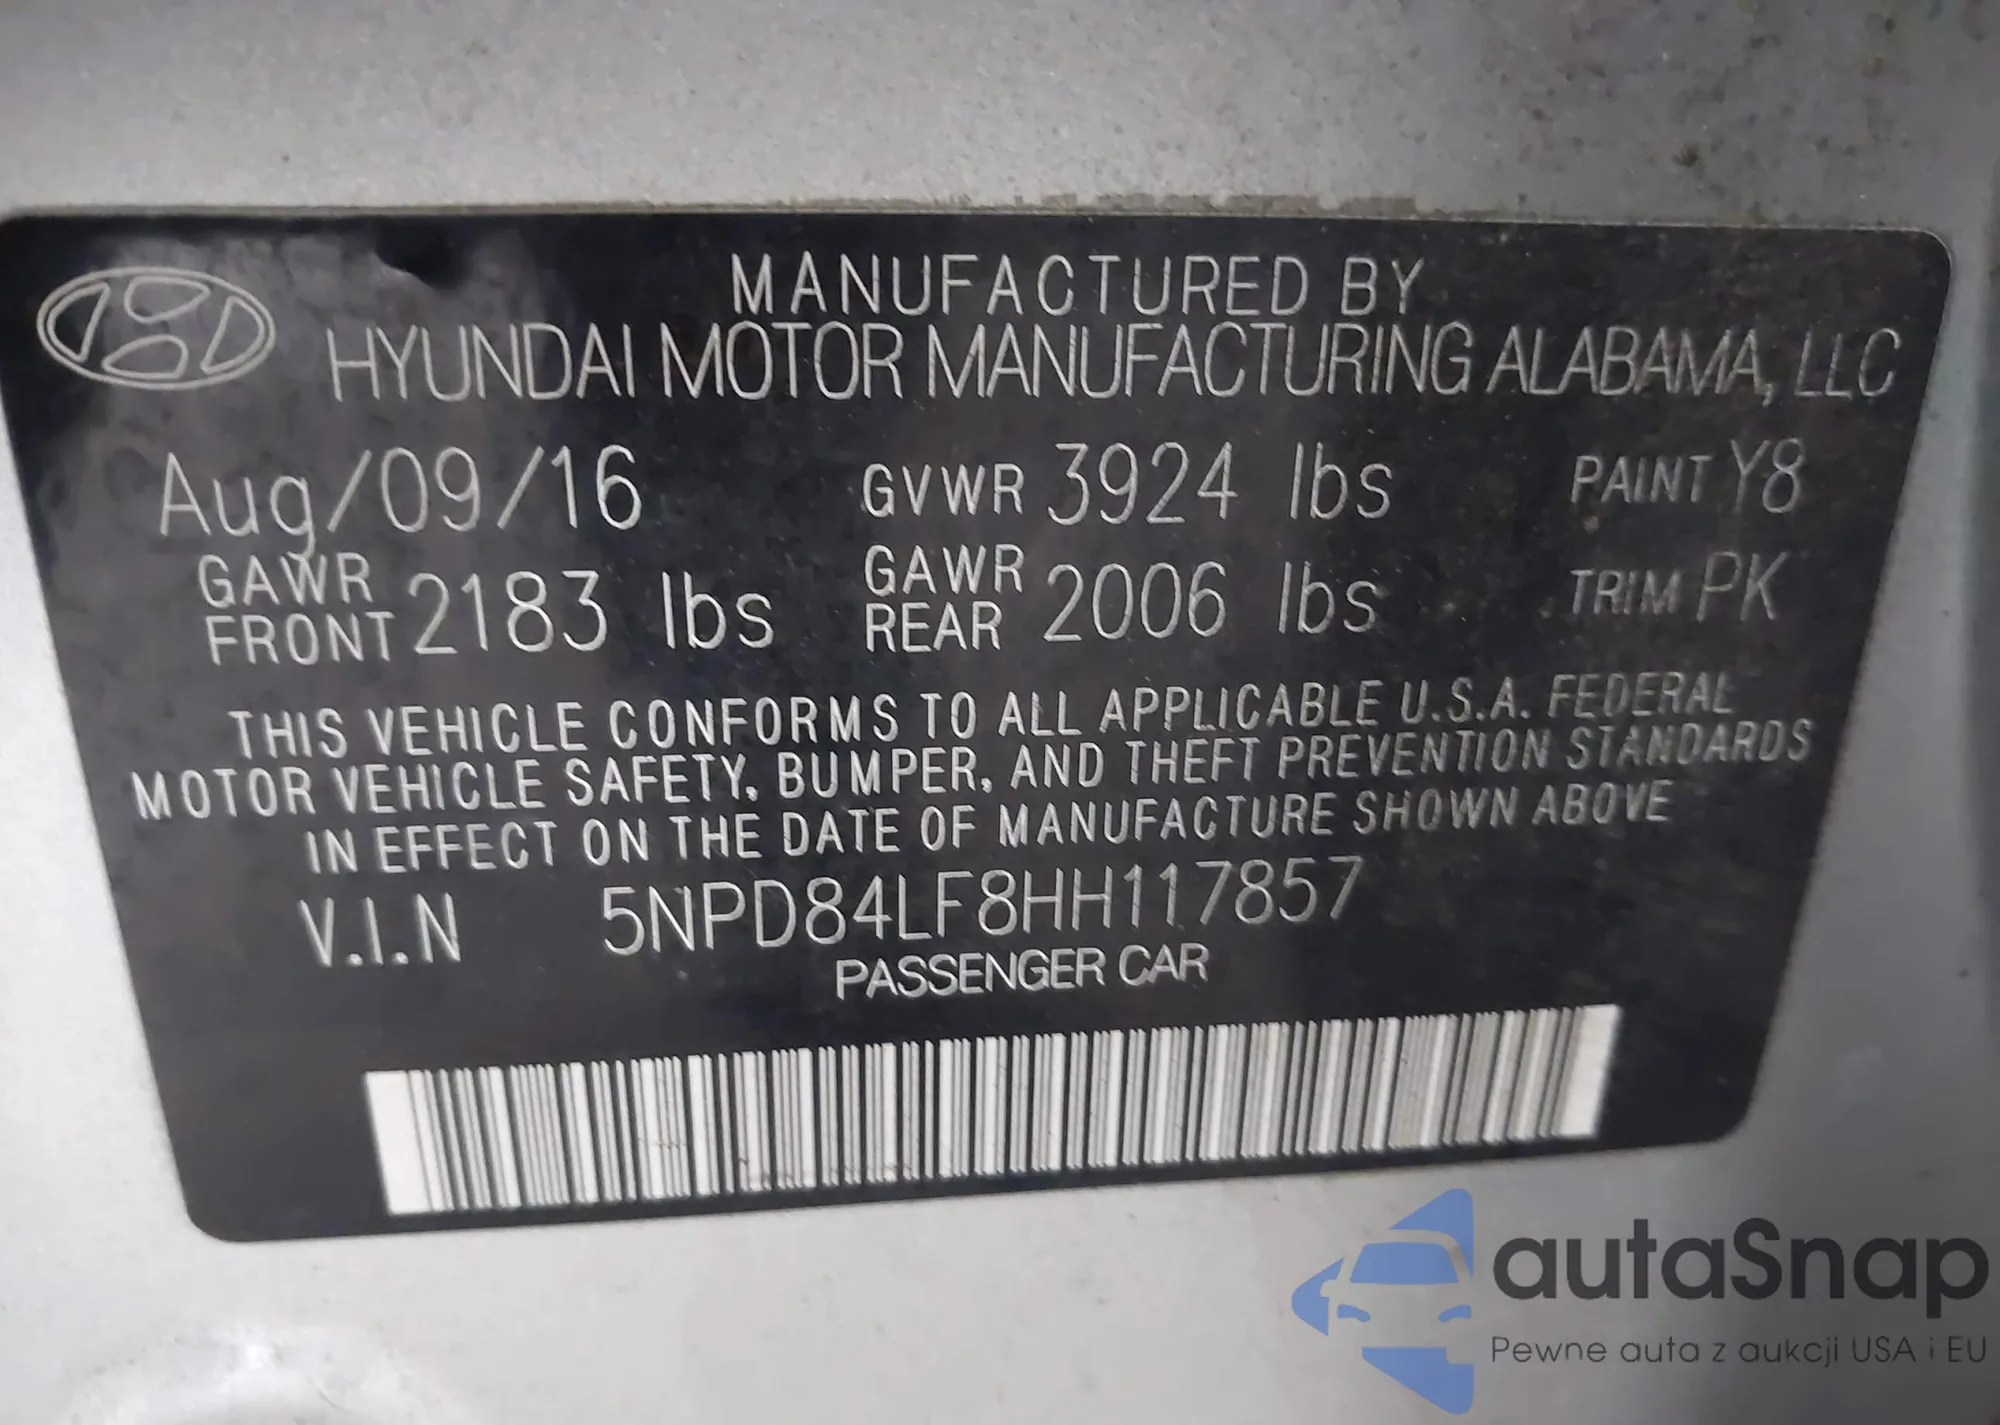 MANUFACTURED BY
HYUNDAI MOTOR MANUFACTURING ALABAMA, LLC
Aug/09/16 GVWR 3924 lbs PAINT Y8
GAWR FRONT 2183 lbs GAWR REAR 2006 lbs TRIM PK
THIS VEHICLE CONFORMS TO ALL APPLICABLE U.S.A. FEDERAL
MOTOR VEHICLE SAFETY, BUMPER, AND THEFT PREVENTION STANDARDS
IN EFFECT ON THE DATE OF MANUFACTURE SHOWN ABOVE
V.I.N 5NPD84LF8HH117857
PASSENGER CAR
autaSnap
Pewne auta z aukcji USA i EU